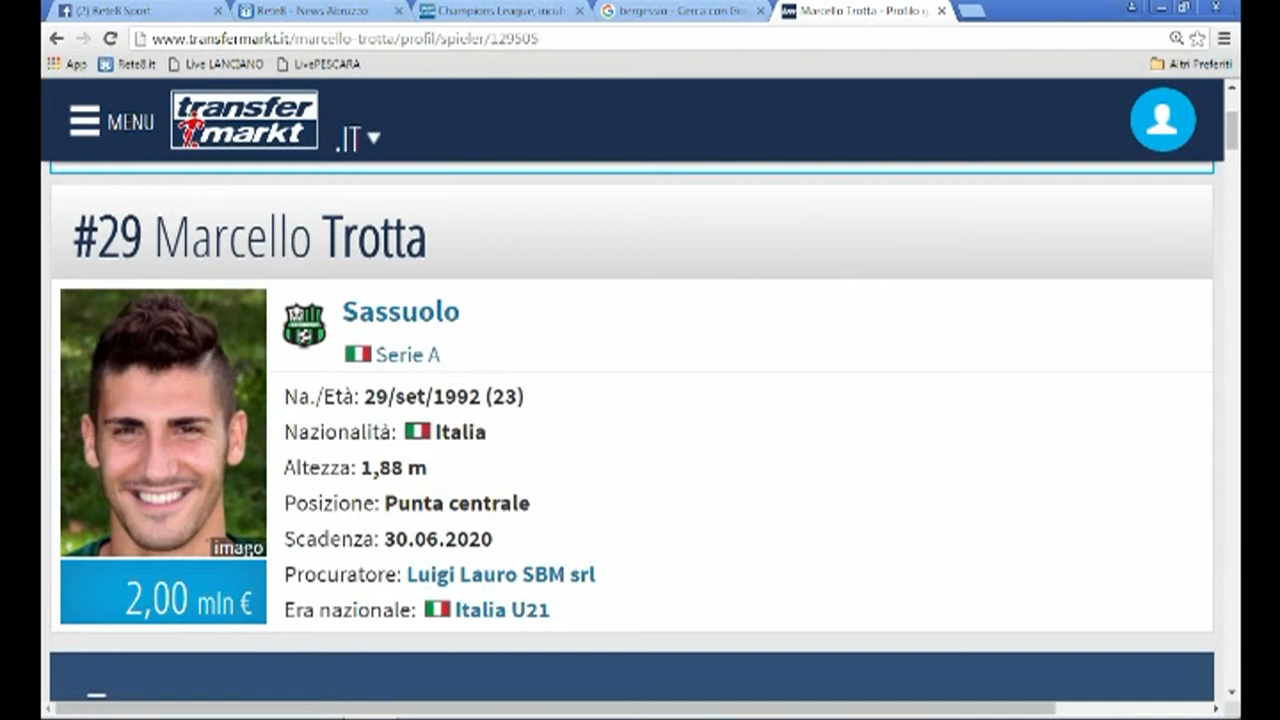 (2) Rete8 Sport
Rete8 - News Abruzzo
Champions League, incub
bergessio - Cerca con Goo
Marcello Trotta - Profilo g
www.transfermarkt.it/marcello-trotta/profil/spieler/129505
App
Rete8.it
Live LANCIANO
LivePESCARA
Altri Preferiti
MENU
transfer
markt
.IT
#29 Marcello Trotta
Sassuolo
Serie A
Na./Età: 29/set/1992 (23)
Nazionalità: Italia
Altezza: 1,88 m
Posizione: Punta centrale
Scadenza: 30.06.2020
imago
Procuratore: Luigi Lauro SBM srl
2,00 mln €
Era nazionale: Italia U21